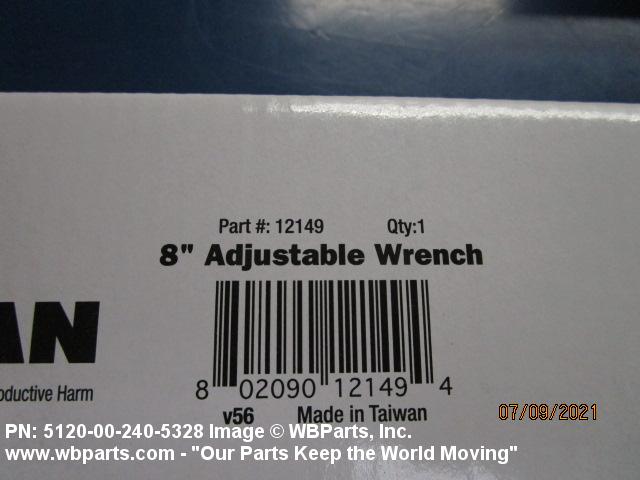 Part #: 12149 Qty:1
8" Adjustable Wrench
AN
oductive Harm
8 02090 12149 4
v56 Made in Taiwan
07/09/2021
PN: 5120-00-240-5328 Image © WBParts, Inc.
www.wbparts.com - "Our Parts Keep the World Moving"